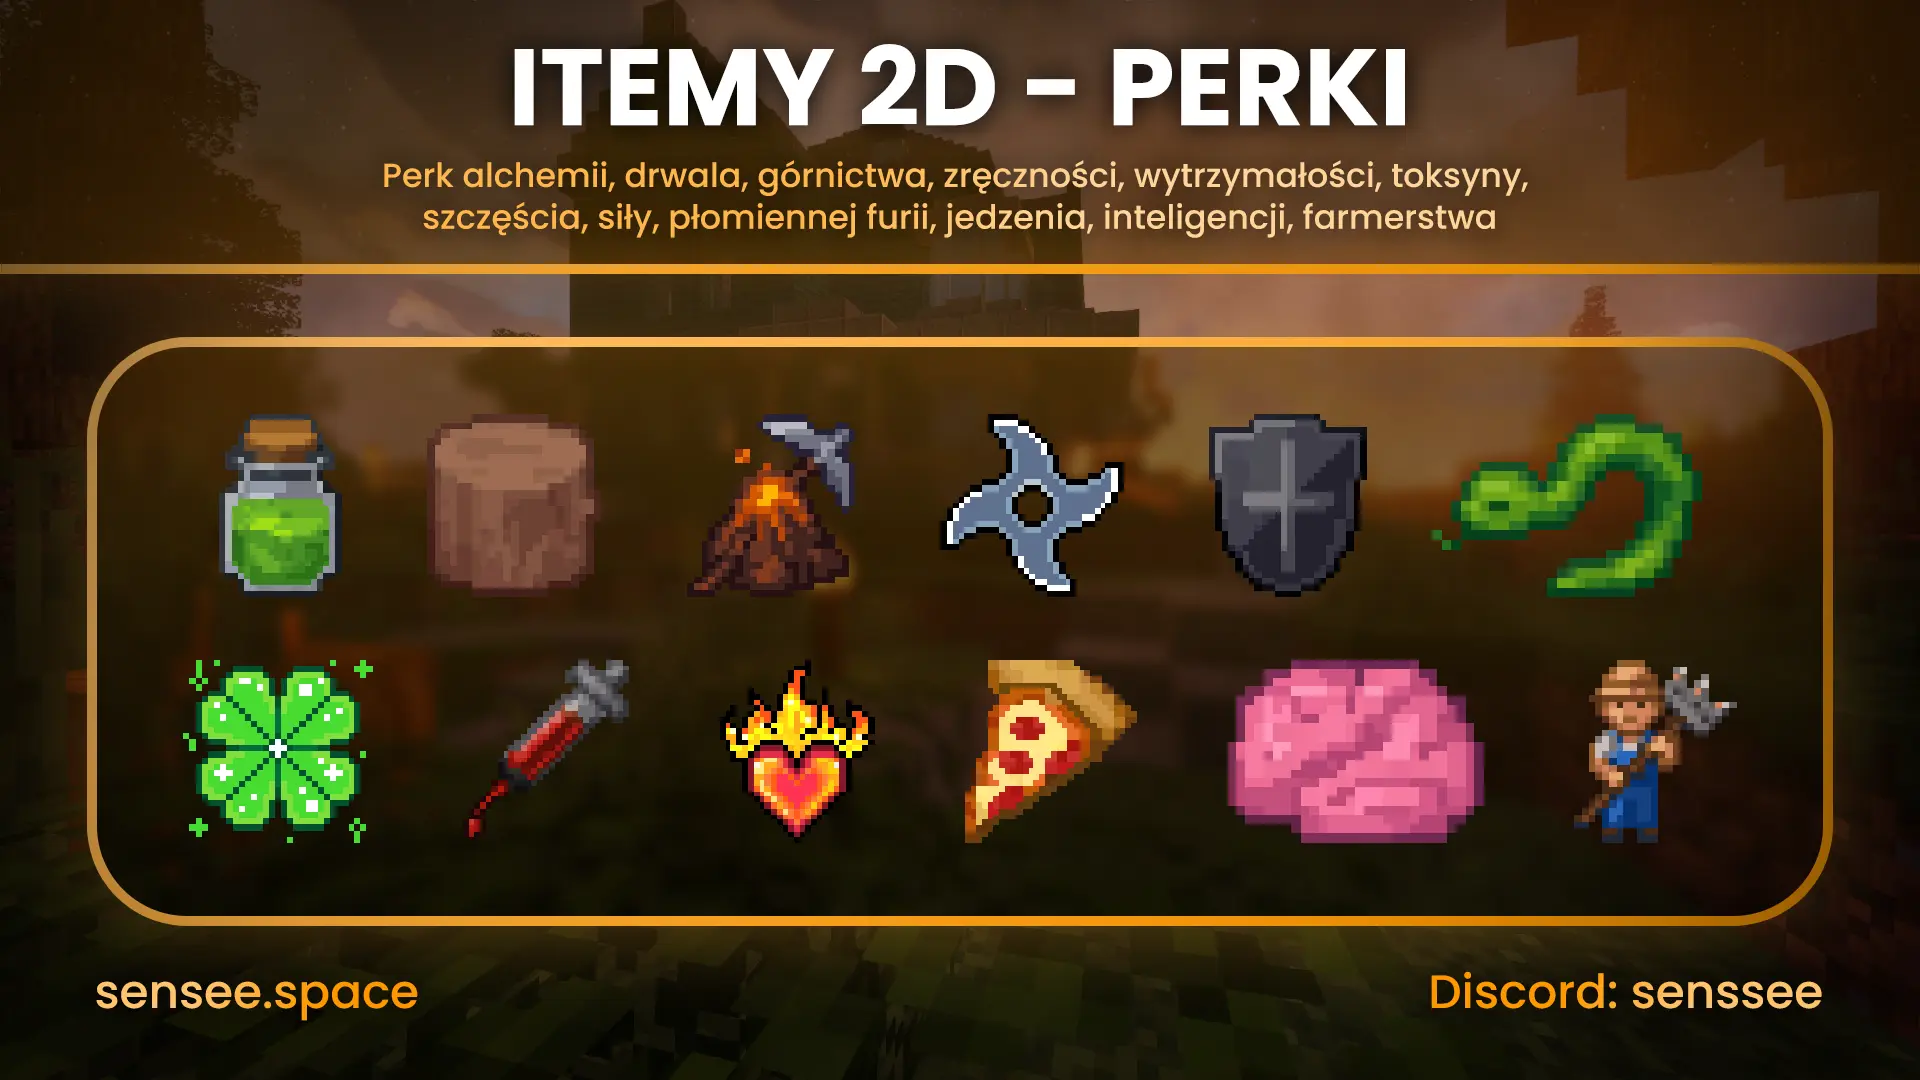 ITEMY 2D - PERKI
Perk alchemii, drwala, górnictwa, zręczności, wytrzymałości, toksyny,
szczęścia, siły, płomiennej furii, jedzenia, inteligencji, farmerstwa
sensee.space
Discord: senssee